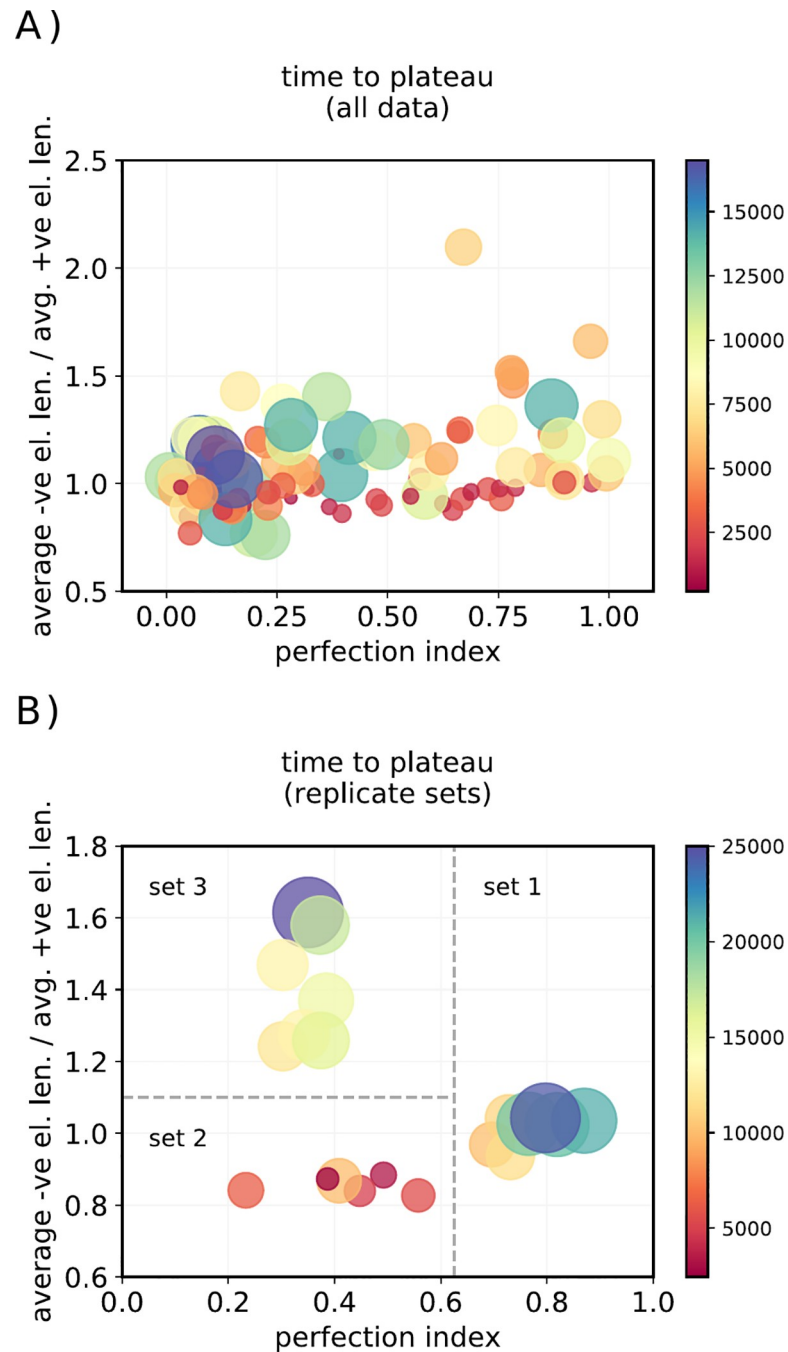 A)
time to plateau
(all data)
average -ve el. len. / avg. +ve el. len.
2.5
2.0
1.5
1.0
0.5
0.00 0.25 0.50 0.75 1.00
perfection index
15000
12500
10000
7500
5000
2500
B)
time to plateau
(replicate sets)
average -ve el. len. / avg. +ve el. len.
1.8
1.6
1.4
1.2
1.0
0.8
0.6
set 3
set 1
set 2
0.0 0.2 0.4 0.6 0.8 1.0
perfection index
25000
20000
15000
10000
5000